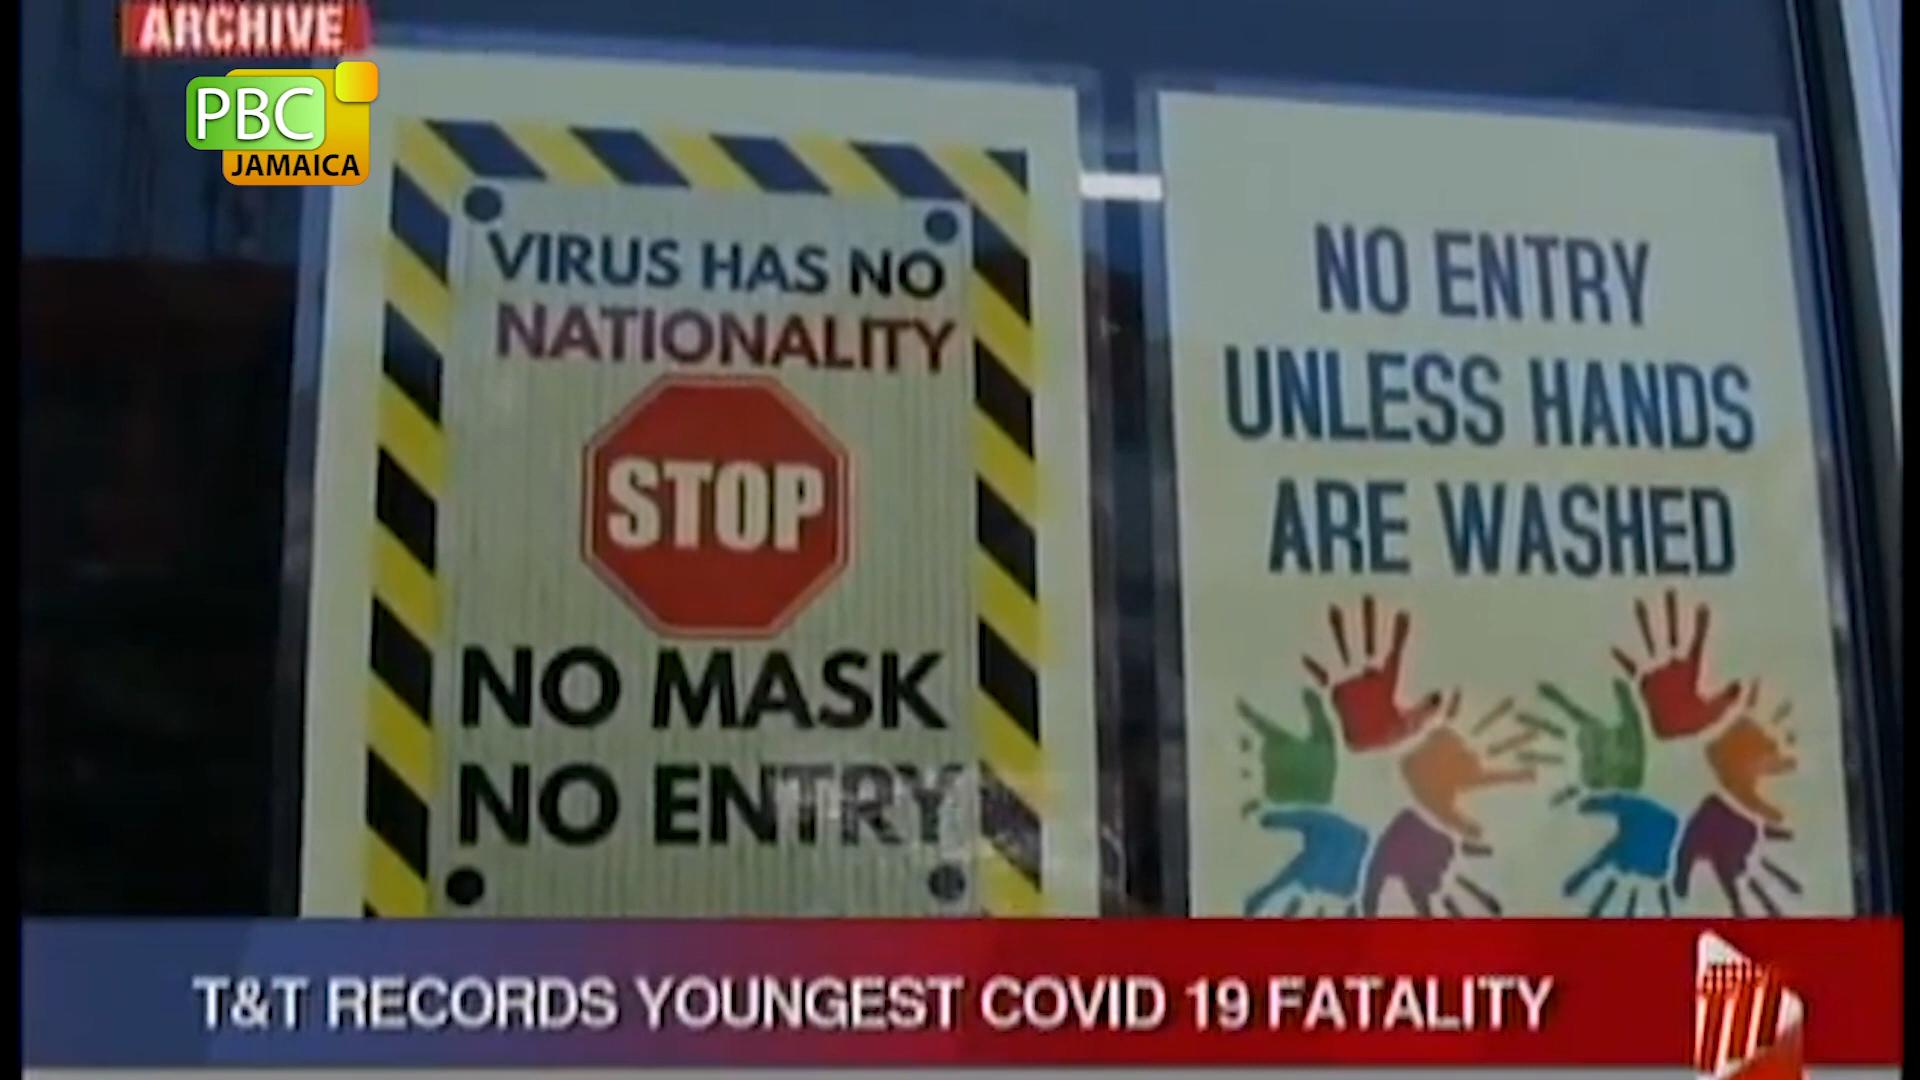 ARCHIVE
PBC
JAMAICA
VIRUS HAS NO
NATIONALITY
STOP
NO MASK
NO ENTRY
NO ENTRY
UNLESS HANDS
ARE WASHED
T&T RECORDS YOUNGEST COVID 19 FATALITY